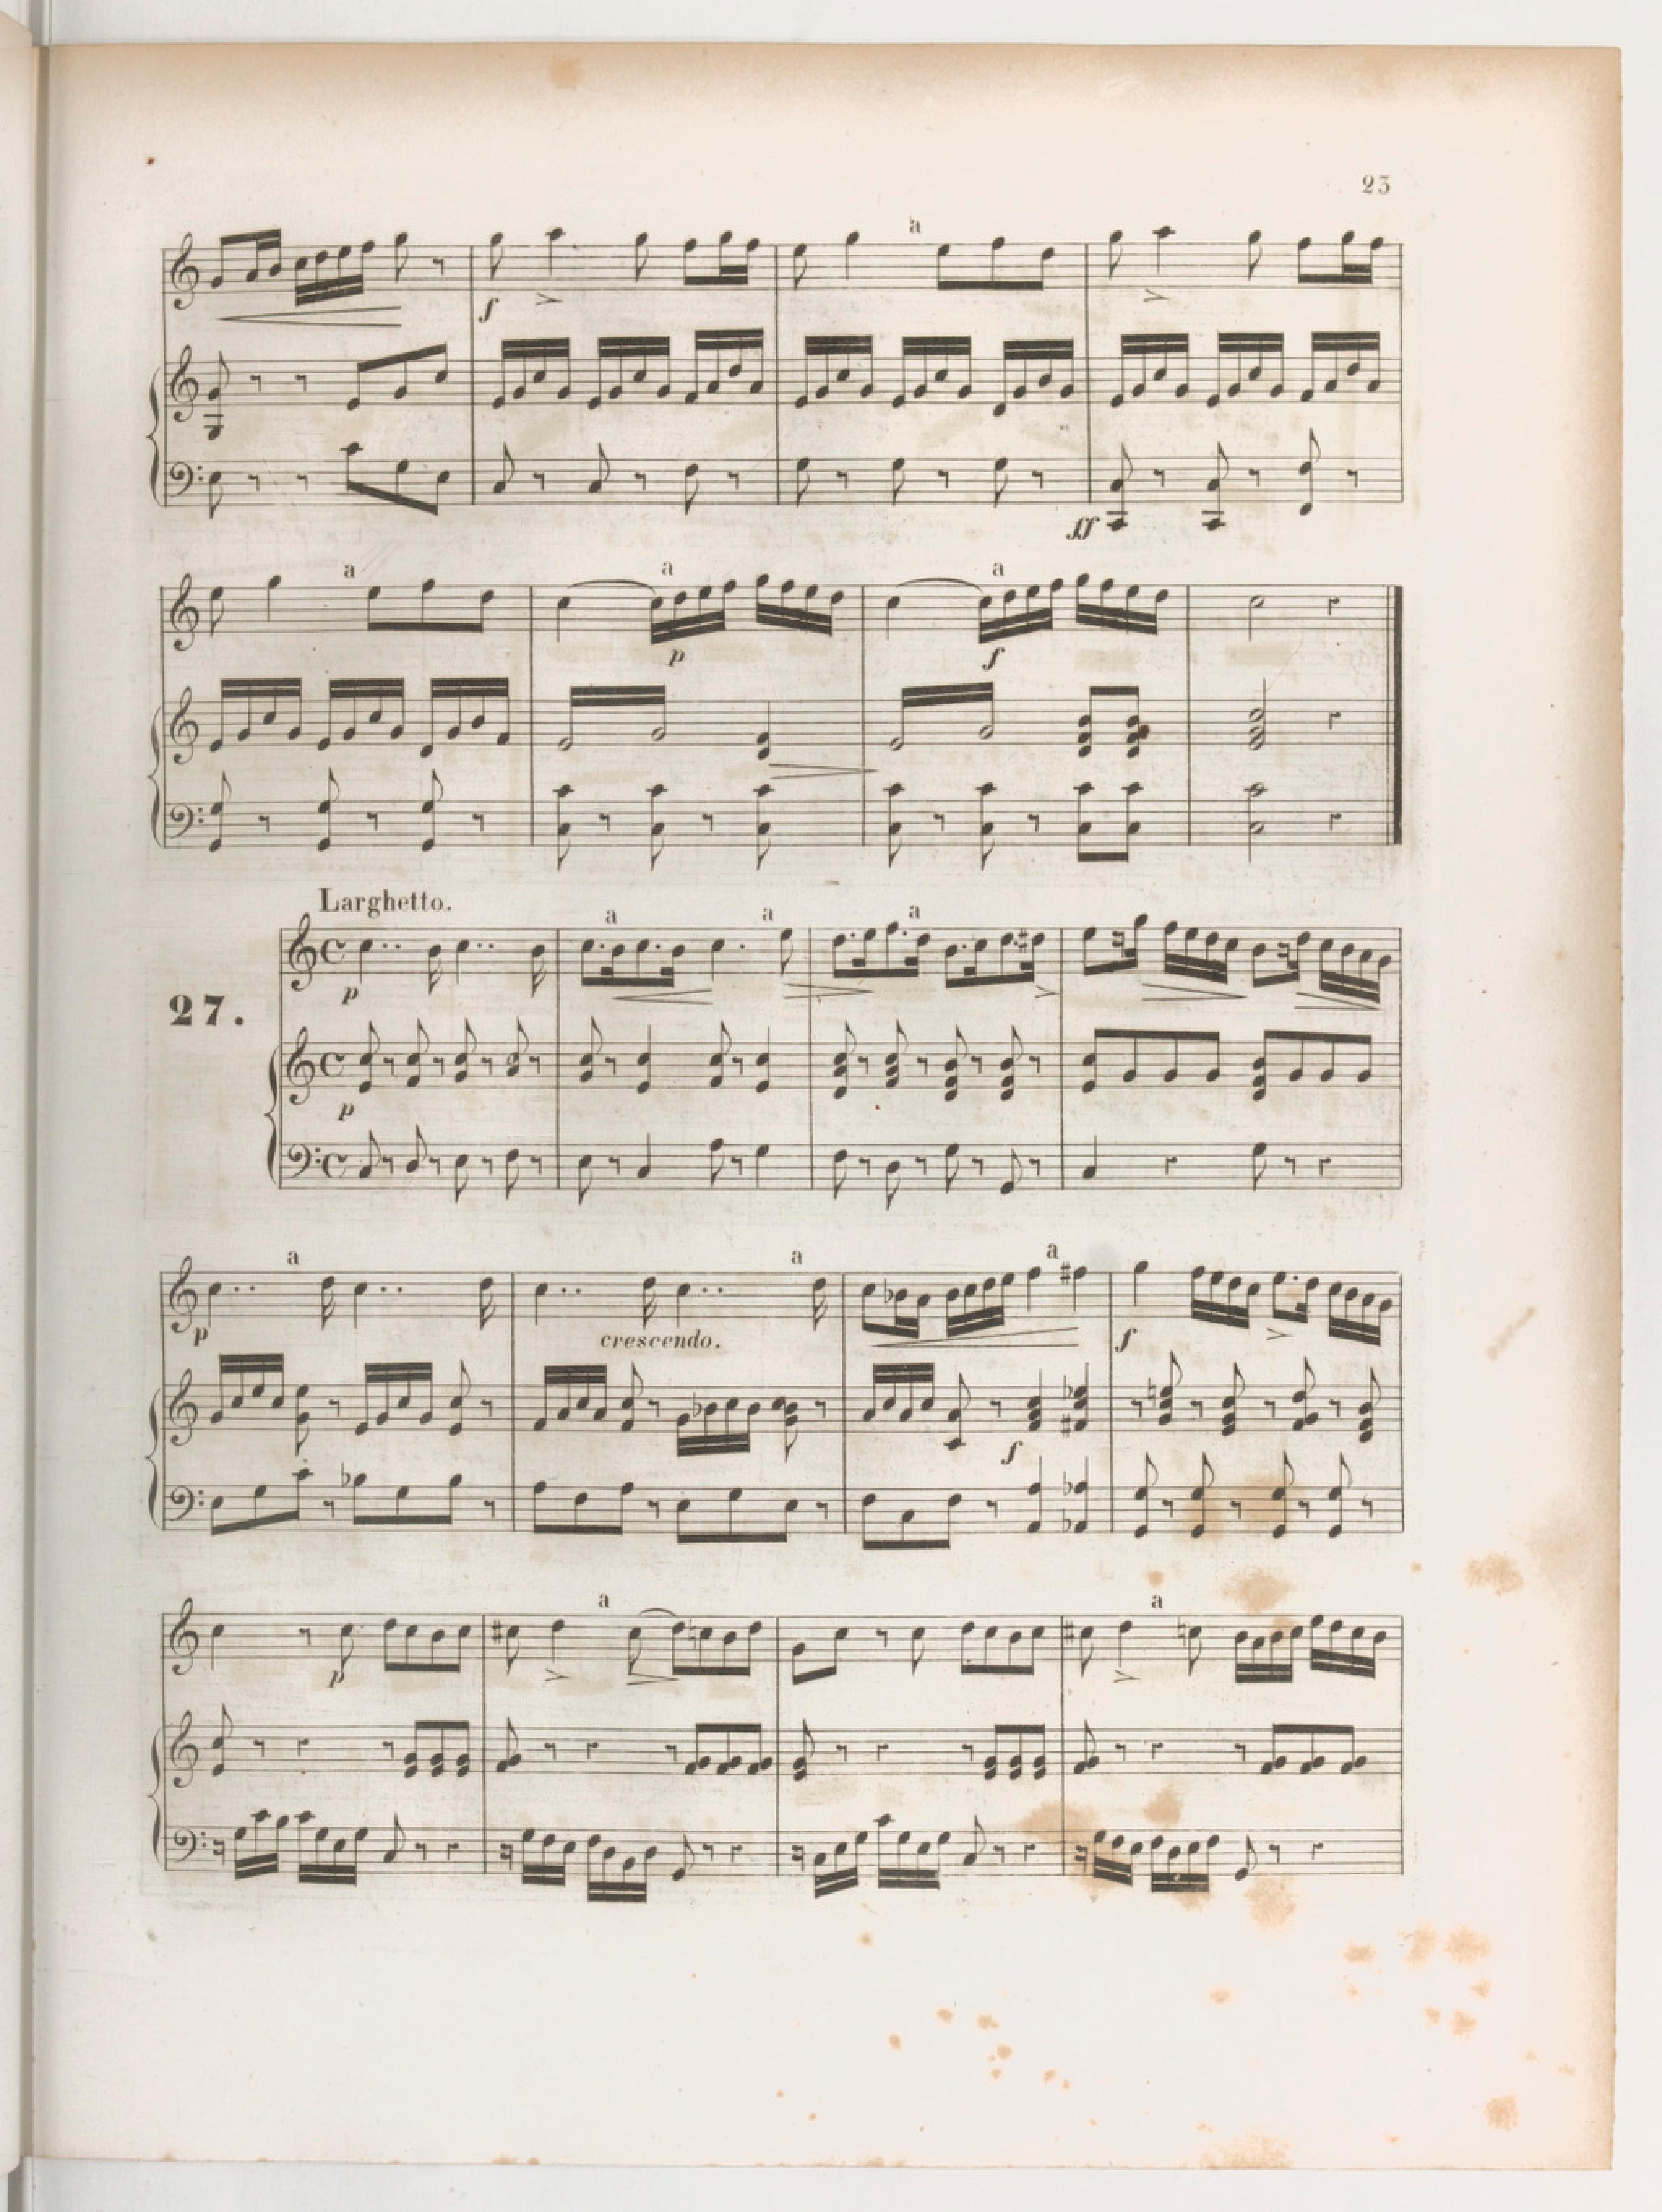 23
a
f
ff
a a a
p f
Larghetto.
a a a
p
27.
p
a a a
p crescendo. f
f
a a
p